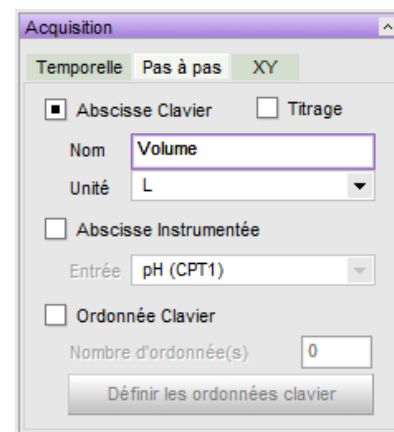 Acquisition
Temporelle Pas à pas XY
Abscisse Clavier Titrage
Nom Volume
Unité L
Abscisse Instrumentée
Entrée pH (CPT1)
Ordonnée Clavier
Nombre d'ordonnée(s) 0
Définir les ordonnées clavier